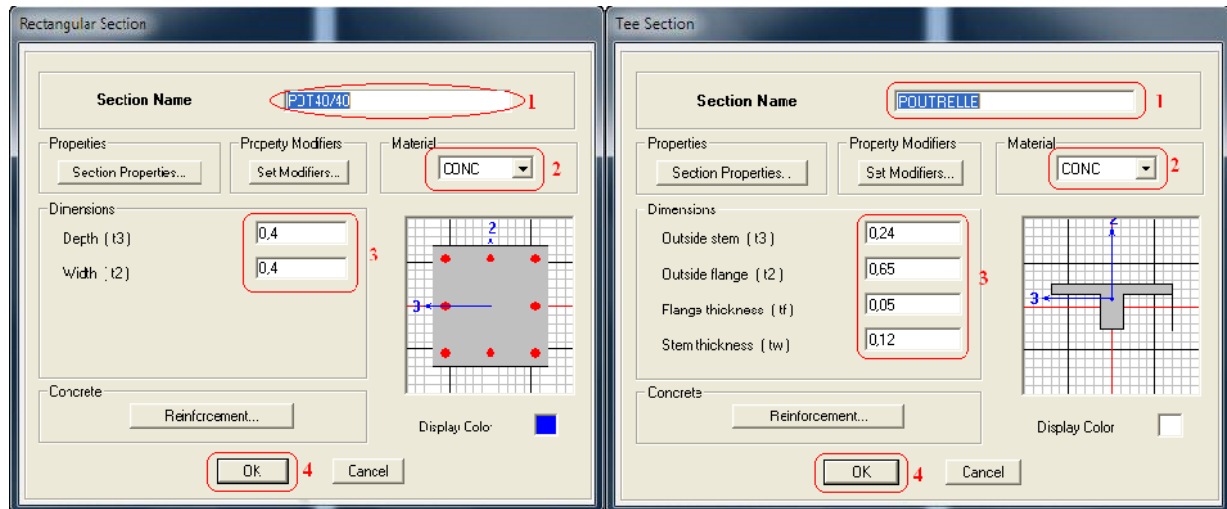 Rectangular Section
Section Name
POT40/40
1
Properties
Section Properties...
Property Modifiers
Set Modifiers...
Material
CONC
2
Dimensions
Depth ( t3 )
0,4
Width ( t2 )
0,4
3
2
3
Concrete
Reinforcement...
Display Color
OK
4
Cancel
Tee Section
Section Name
POUTRELLE
1
Properties
Section Properties. .
Property Modifiers
Set Modifiers...
Material
CONC
2
Dimensions
Outside stem ( t3 )
0,24
Outside flange ( t2 )
0,65
Flange thickness ( tf )
0,05
Stem thickness ( tw )
0,12
3
2
3
Concrete
Reinforcement...
Display Color
OK
4
Cancel